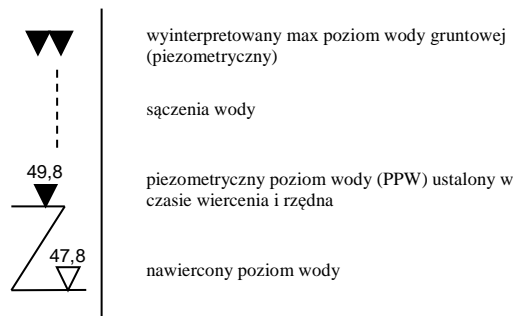 wyinterpretowany max poziom wody gruntowej
(piezometryczny)
sączenia wody
49,8
piezometryczny poziom wody (PPW) ustalony w
czasie wiercenia i rzędna
47,8
nawiercony poziom wody